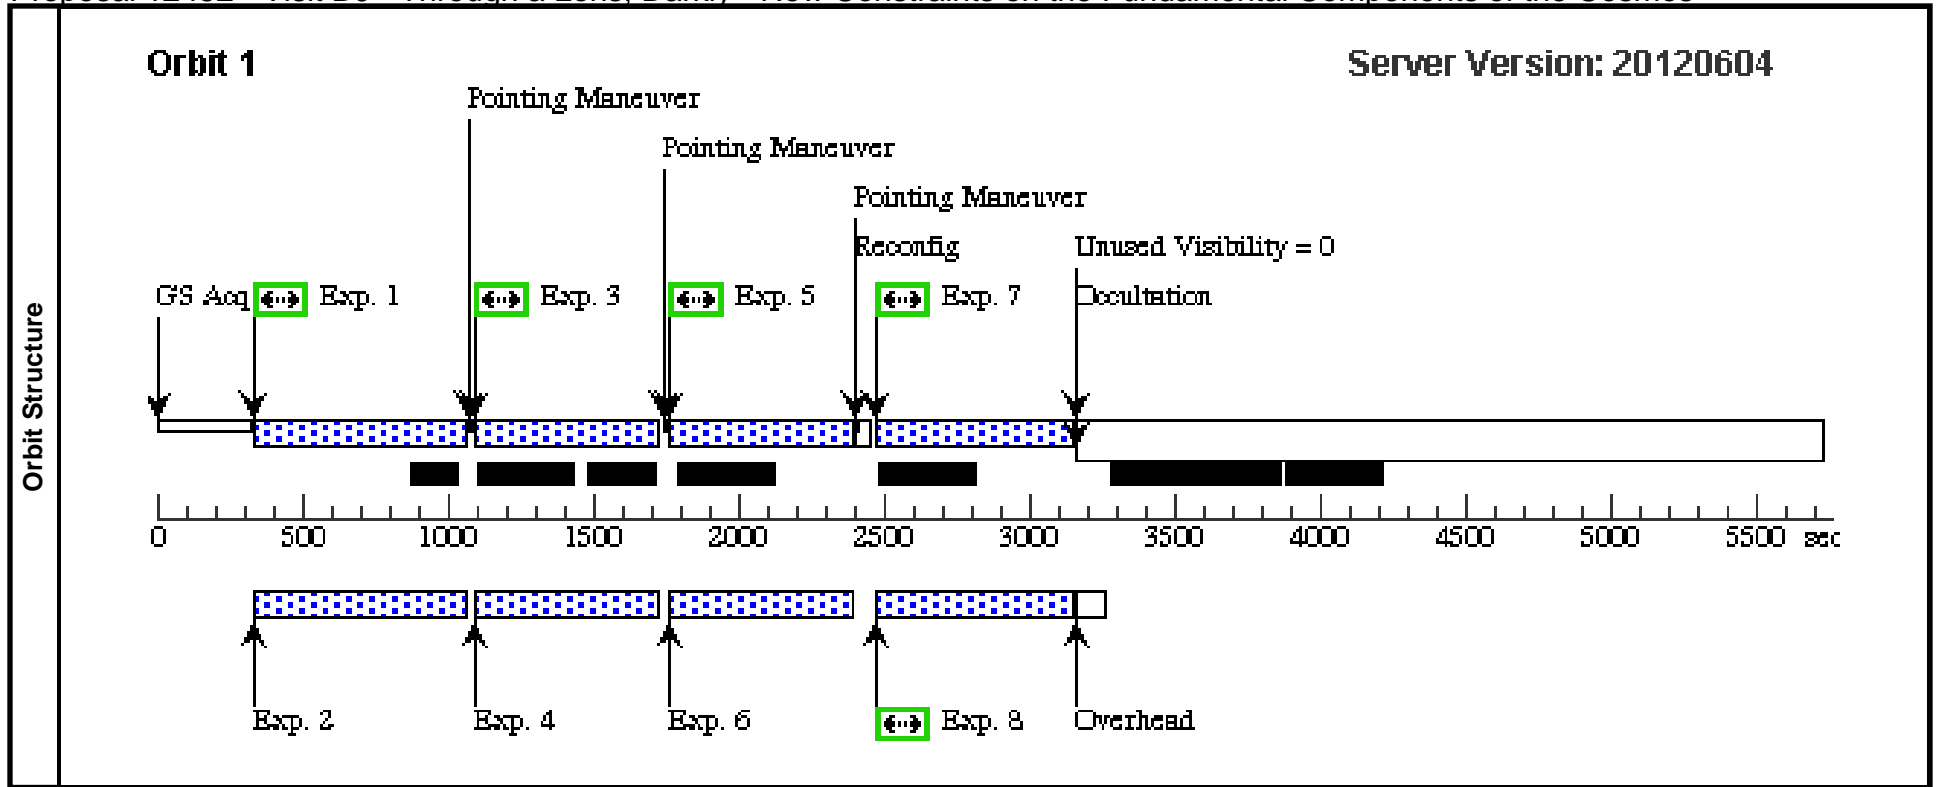 Orbit 1
Server Version: 20120604
Pointing Maneuver
Pointing Maneuver
Pointing Maneuver
Reconfig
Unused Visibility = 0
GS Acq
Exp. 1
Exp. 3
Exp. 5
Exp. 7
Occultation
Orbit Structure
0 500 1000 1500 2000 2500 3000 3500 4000 4500 5000 5500 sec
Exp. 2
Exp. 4
Exp. 6
Exp. 8
Overhead